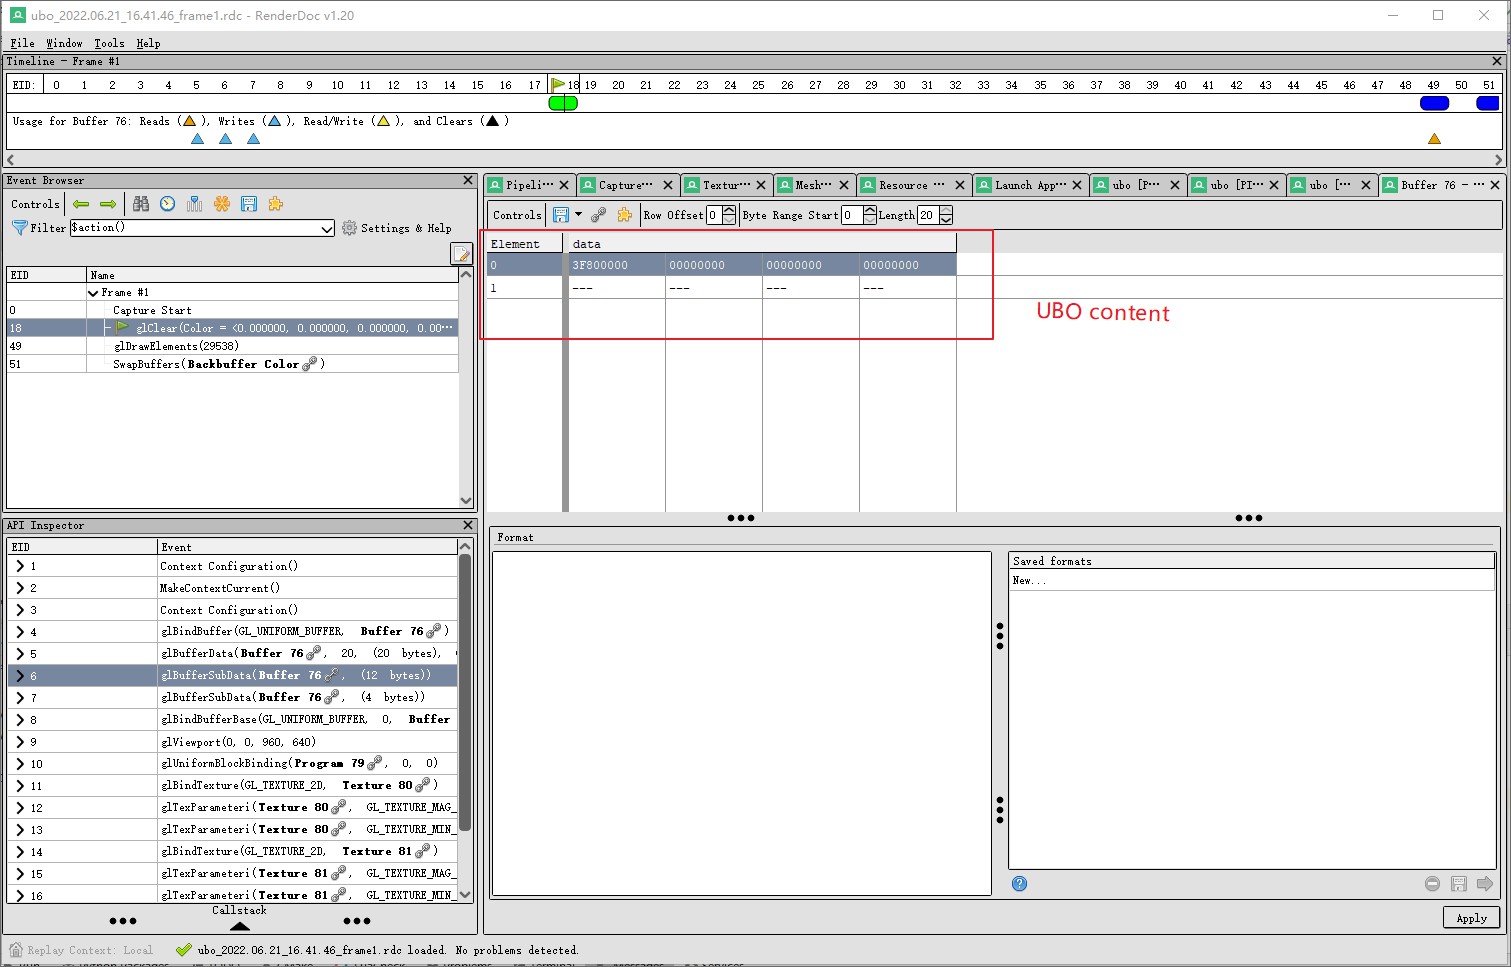 ubo_2022.06.21_16.41.46_frame1.rdc - RenderDoc v1.20
File Window Tools Help
Timeline - Frame #1
EID: 0 1 2 3 4 5 6 7 8 9 10 11 12 13 14 15 16 17 18 19 20 21 22 23 24 25 26 27 28 29 30 31 32 33 34 35 36 37 38 39 40 41 42 43 44 45 46 47 48 49 50 51
Usage for Buffer 76: Reads ( ), Writes ( ), Read/Write ( ), and Clears ( )
Event Browser
Controls
Filter $action() Settings & Help
EID Name
Frame #1
0 Capture Start
18 glClear(Color = <0.000000, 0.000000, 0.000000, 0.00···
49 glDrawElements(29538)
51 SwapBuffers(Backbuffer Color )
API Inspector
EID Event
1 Context Configuration()
2 MakeContextCurrent()
3 Context Configuration()
4 glBindBuffer(GL_UNIFORM_BUFFER, Buffer 76 )
5 glBufferData(Buffer 76 , 20, (20 bytes),
6 glBufferSubData(Buffer 76 , (12 bytes))
7 glBufferSubData(Buffer 76 , (4 bytes))
8 glBindBufferBase(GL_UNIFORM_BUFFER, 0, Buffer
9 glViewport(0, 0, 960, 640)
10 glUniformBlockBinding(Program 79 , 0, 0)
11 glBindTexture(GL_TEXTURE_2D, Texture 80 )
12 glTexParameteri(Texture 80 , GL_TEXTURE_MAG_
13 glTexParameteri(Texture 80 , GL_TEXTURE_MIN_
14 glBindTexture(GL_TEXTURE_2D, Texture 81 )
15 glTexParameteri(Texture 81 , GL_TEXTURE_MAG_
16 glTexParameteri(Texture 81 , GL_TEXTURE_MIN_
Callstack
Pipeli··· Capture··· Textur··· Mesh··· Resource ··· Launch App··· ubo [P··· ubo [PI··· ubo [··· Buffer 76 - ···
Controls Row Offset 0 Byte Range Start 0 Length 20
Element data
0 3F800000 00000000 00000000 00000000
1 --- --- --- ---
UBO content
Format
Saved formats
New...
Apply
Replay Context: Local ubo_2022.06.21_16.41.46_frame1.rdc loaded. No problems detected.